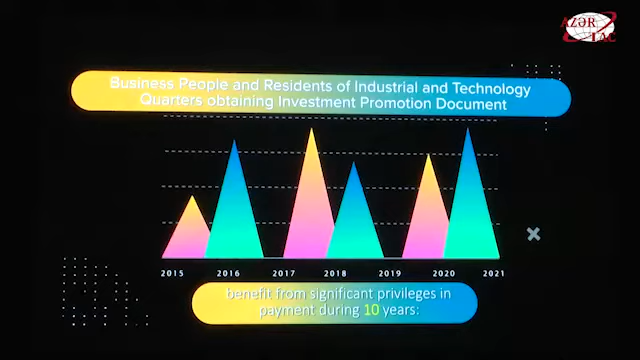 AZƏR
TAC
Business People and Residents of Industrial and Technology
Quarters obtaining Investment Promotion Document
2015 2016 2017 2018 2019 2020 2021
benefit from significant privileges in
payment during 10 years: